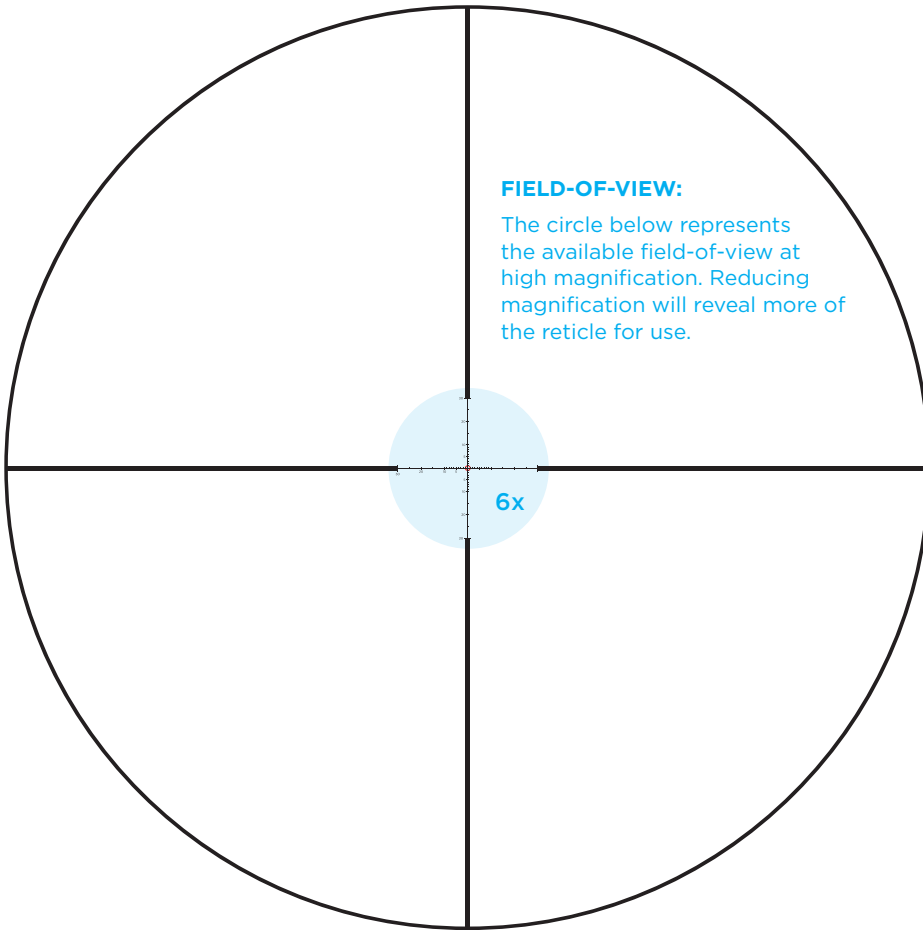 FIELD-OF-VIEW:
The circle below represents
the available field-of-view at
high magnification. Reducing
magnification will reveal more of
the reticle for use.
6x